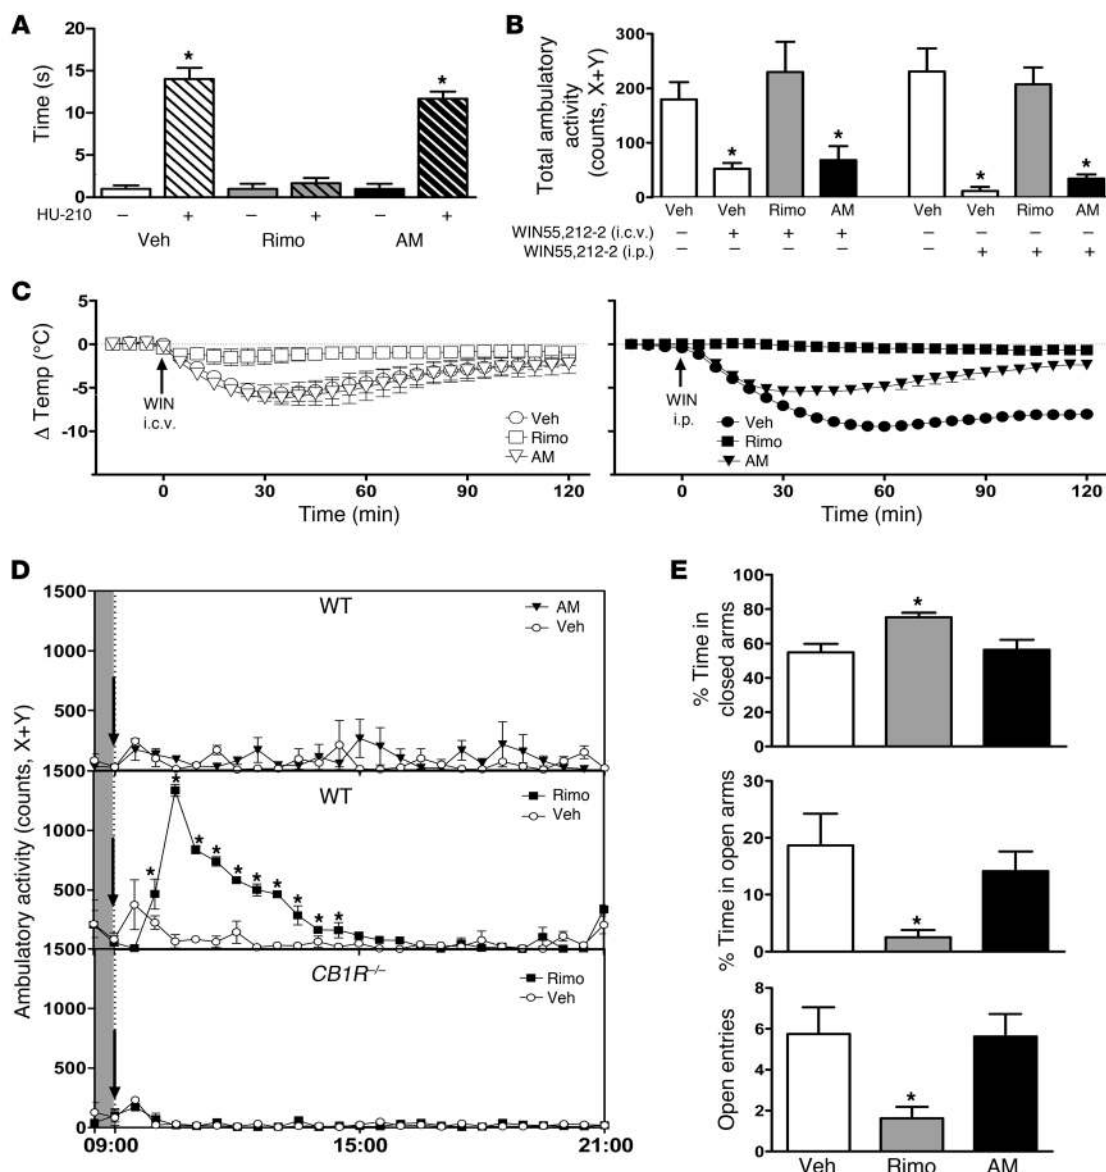 A
Time (s)
20
15
10
5
0
* *
HU-210 – + – + – +
Veh Rimo AM
B
Total ambulatory
activity
(counts, X+Y)
300
200
100
0
* * * *
Veh Veh Rimo AM Veh Veh Rimo AM
WIN55,212-2 (i.c.v.) – + + + – – – –
WIN55,212-2 (i.p.) – – – – – + + +
C
Δ Temp (°C)
5
0
-5
-10
WIN
i.c.v.
Veh
Rimo
AM
0 30 60 90 120
Time (min)
WIN
i.p.
Veh
Rimo
AM
0 30 60 90 120
Time (min)
D
Ambulatory activity (counts, X+Y)
1500
1000
500
WT
AM
Veh
1500
1000
500
WT
Rimo
Veh
* * * * * * * * * *
1500
1000
500
0
CB1R–/–
Rimo
Veh
09:00 15:00 21:00
E
% Time in
closed arms
100
80
60
40
20
0
*
% Time in open arms
30
20
10
0
*
Open entries
8
6
4
2
0
*
Veh Rimo AM